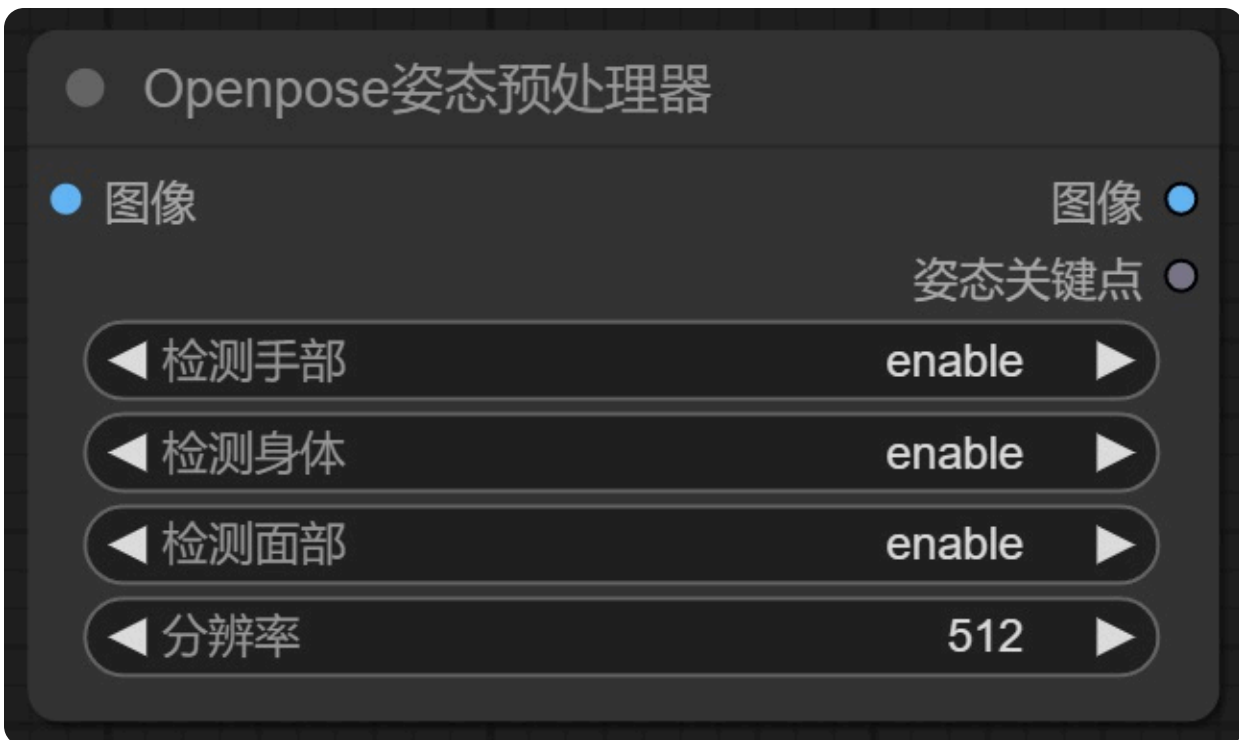 Openpose姿态预处理器
图像 图像
姿态关键点
检测手部 enable
检测身体 enable
检测面部 enable
分辨率 512